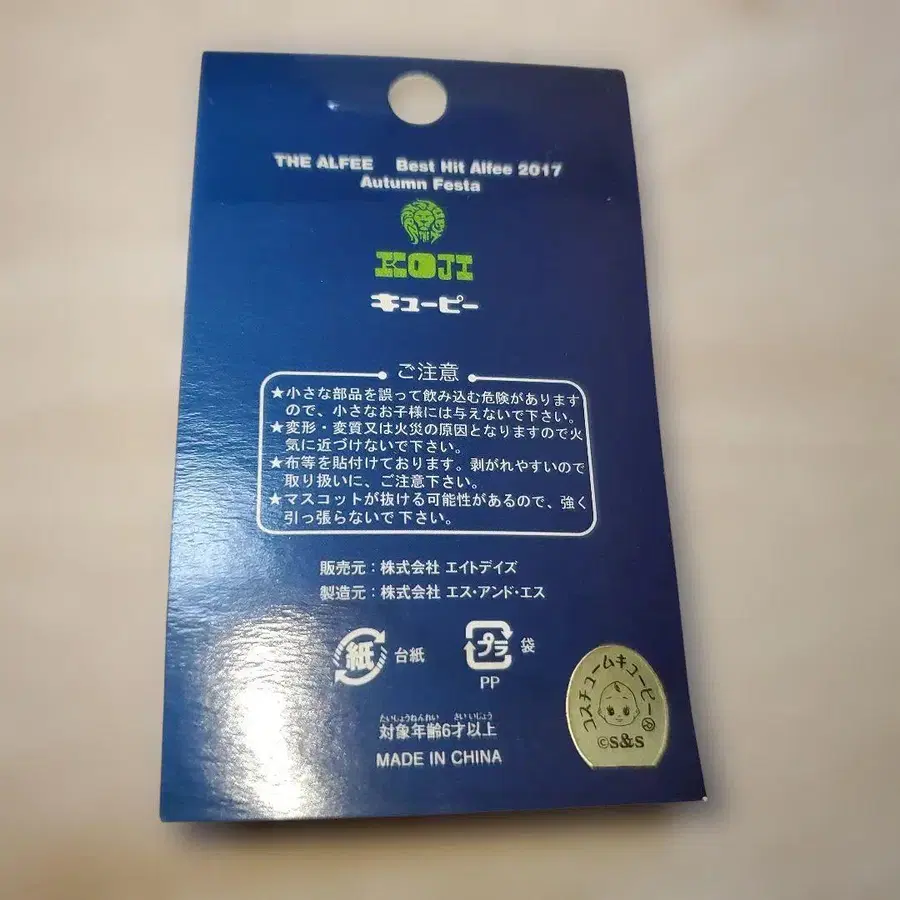 THE ALFEE Best Hit Alfee 2017
Autumn Festa
THE
KOJI
キューピー
ご注意
★小さな部品を誤って飲み込む危険があります
ので、小さなお子様には与えないで下さい。
★変形・変質又は火災の原因となりますので火
気に近づけないで下さい。
★布等を貼付けております。剥がれやすいので
取り扱いに、ご注意下さい。
★マスコットが抜ける可能性があるので、強く
引っ張らないで下さい。
販売元：株式会社 エイトデイズ
製造元：株式会社 エス・アンド・エス
紙 台紙
プラ 袋
PP
たいしょうねんれい さい いじょう
対象年齢6才以上
MADE IN CHINA
コスチュームキューピー
©S&S